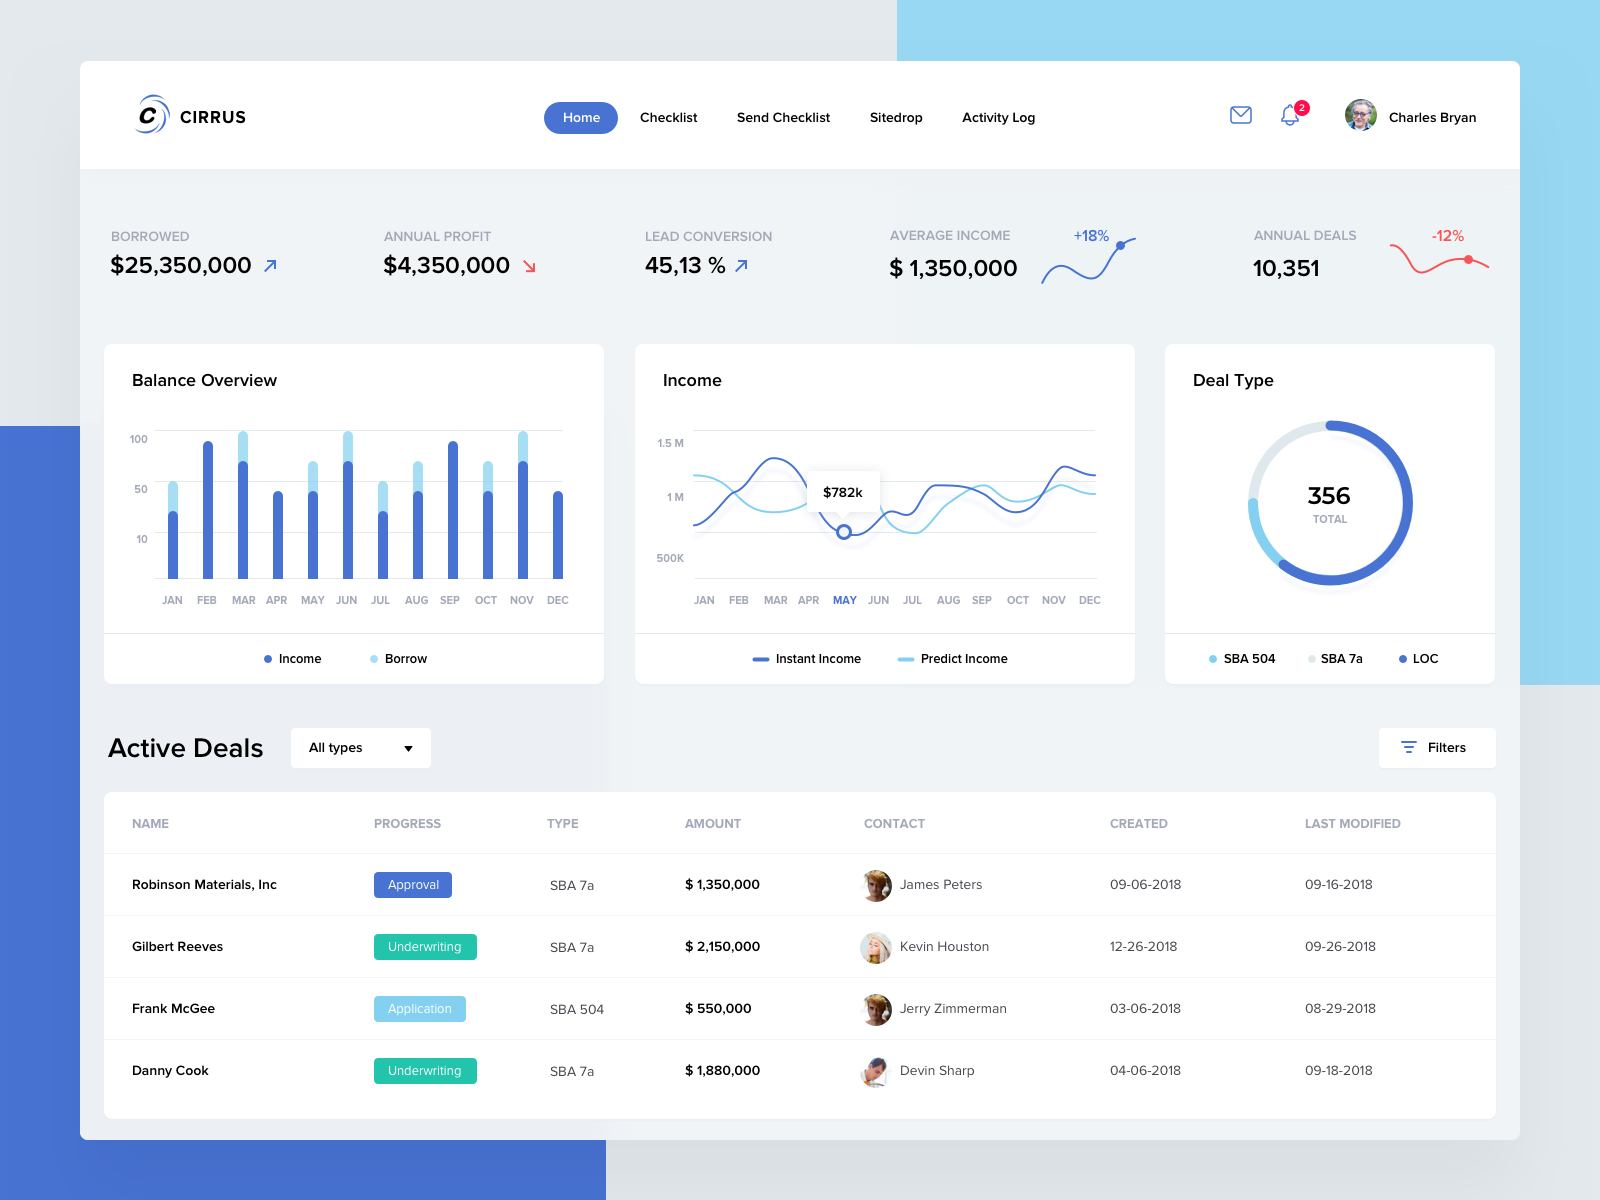 C CIRRUS
Home Checklist Send Checklist Sitedrop Activity Log
2
Charles Bryan
BORROWED
$25,350,000
ANNUAL PROFIT
$4,350,000
LEAD CONVERSION
45,13 %
AVERAGE INCOME
$ 1,350,000
+18%
ANNUAL DEALS
10,351
-12%
Balance Overview
100
50
10
JAN FEB MAR APR MAY JUN JUL AUG SEP OCT NOV DEC
Income Borrow
Income
1.5 M
1 M
500K
$782k
JAN FEB MAR APR MAY JUN JUL AUG SEP OCT NOV DEC
Instant Income Predict Income
Deal Type
356
TOTAL
SBA 504 SBA 7a LOC
Active Deals
All types
Filters
NAME PROGRESS TYPE AMOUNT CONTACT CREATED LAST MODIFIED
Robinson Materials, Inc Approval SBA 7a $ 1,350,000 James Peters 09-06-2018 09-16-2018
Gilbert Reeves Underwriting SBA 7a $ 2,150,000 Kevin Houston 12-26-2018 09-26-2018
Frank McGee Application SBA 504 $ 550,000 Jerry Zimmerman 03-06-2018 08-29-2018
Danny Cook Underwriting SBA 7a $ 1,880,000 Devin Sharp 04-06-2018 09-18-2018